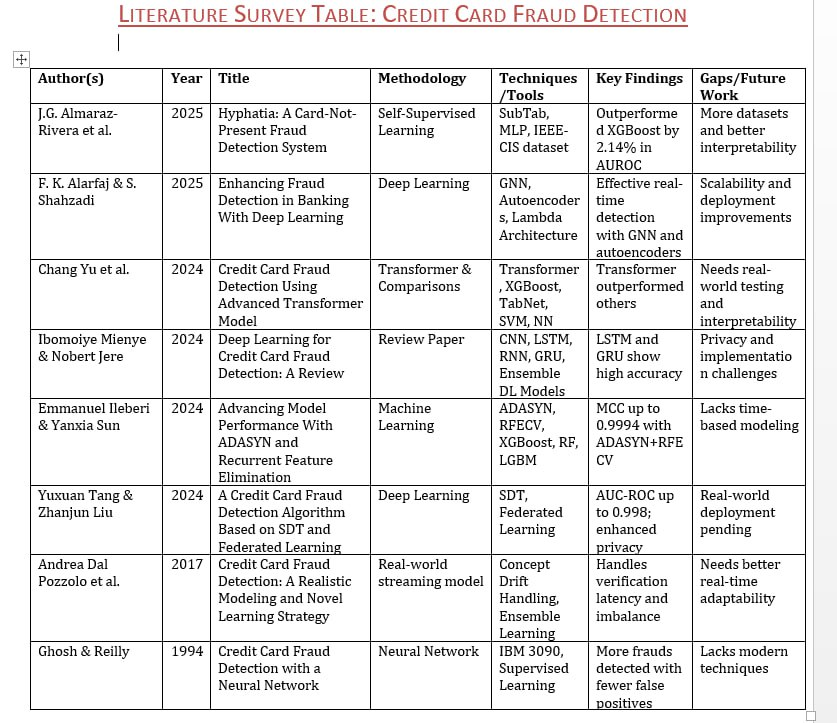 LITERATURE SURVEY TABLE: CREDIT CARD FRAUD DETECTION
Author(s) Year Title Methodology Techniques /Tools Key Findings Gaps/Future Work
J.G. Almaraz-
Rivera et al.
2025
Hyphatia: A Card-Not-
Present Fraud
Detection System
Self-Supervised
Learning
SubTab,
MLP, IEEE-
CIS dataset
Outperforme
d XGBoost by
2.14% in
AUROC
More datasets
and better
interpretability
F. K. Alarfaj & S.
Shahzadi
2025
Enhancing Fraud
Detection in Banking
With Deep Learning
Deep Learning
GNN,
Autoencoder
s, Lambda
Architecture
Effective real-
time
detection
with GNN and
autoencoders
Scalability and
deployment
improvements
Chang Yu et al.
2024
Credit Card Fraud
Detection Using
Advanced Transformer
Model
Transformer &
Comparisons
Transformer
, XGBoost,
TabNet,
SVM, NN
Transformer
outperformed
others
Needs real-
world testing
and
interpretability
Ibomoiye Mienye
& Nobert Jere
2024
Deep Learning for
Credit Card Fraud
Detection: A Review
Review Paper
CNN, LSTM,
RNN, GRU,
Ensemble
DL Models
LSTM and
GRU show
high accuracy
Privacy and
implementatio
n challenges
Emmanuel Ileberi
& Yanxia Sun
2024
Advancing Model
Performance With
ADASYN and
Recurrent Feature
Elimination
Machine
Learning
ADASYN,
RFECV,
XGBoost, RF,
LGBM
MCC up to
0.9994 with
ADASYN+RFE
CV
Lacks time-
based modeling
Yuxuan Tang &
Zhanjun Liu
2024
A Credit Card Fraud
Detection Algorithm
Based on SDT and
Federated Learning
Deep Learning
SDT,
Federated
Learning
AUC-ROC up
to 0.998;
enhanced
privacy
Real-world
deployment
pending
Andrea Dal
Pozzolo et al.
2017
Credit Card Fraud
Detection: A Realistic
Modeling and Novel
Learning Strategy
Real-world
streaming model
Concept
Drift
Handling,
Ensemble
Learning
Handles
verification
latency and
imbalance
Needs better
real-time
adaptability
Ghosh & Reilly
1994
Credit Card Fraud
Detection with a
Neural Network
Neural Network
IBM 3090,
Supervised
Learning
More frauds
detected with
fewer false
positives
Lacks modern
techniques